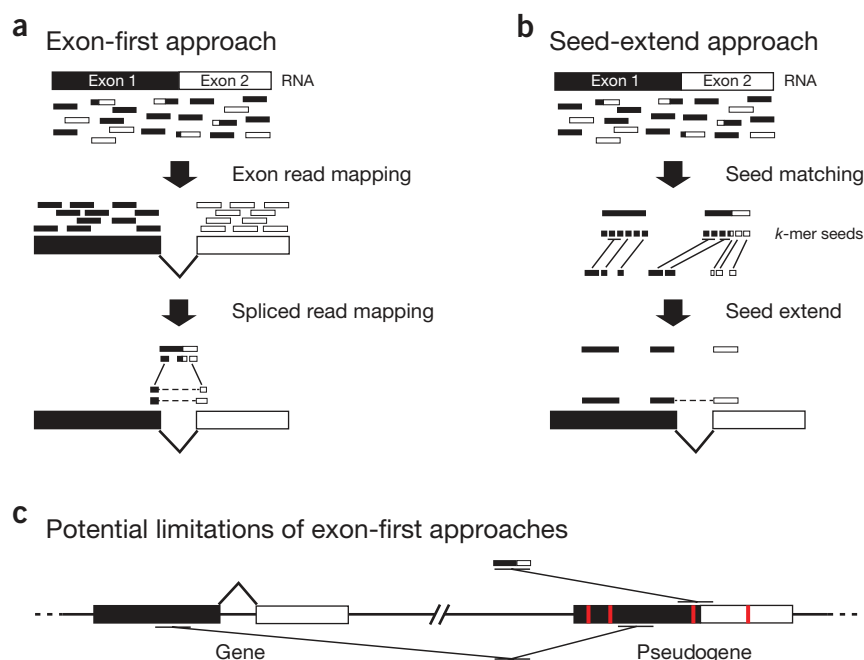 a
Exon-first approach
Exon 1 Exon 2 RNA
Exon read mapping
Spliced read mapping
b
Seed-extend approach
Exon 1 Exon 2 RNA
Seed matching
k-mer seeds
Seed extend
c
Potential limitations of exon-first approaches
Gene
Pseudogene